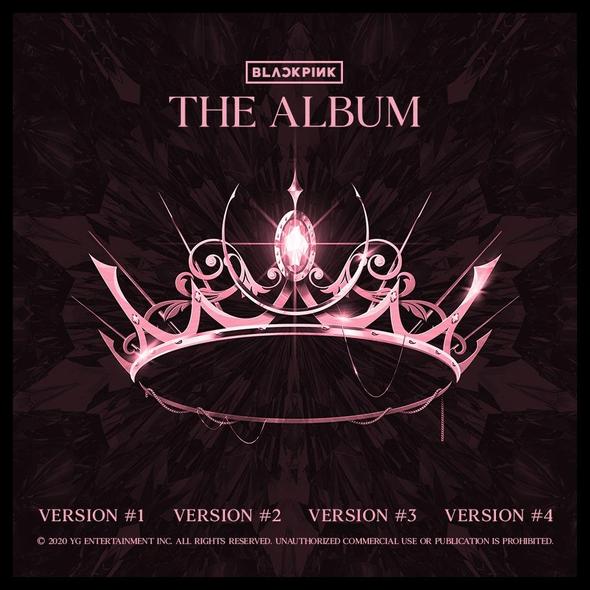 BLACKPINK
THE ALBUM
VERSION #1 VERSION #2 VERSION #3 VERSION #4
© 2020 YG ENTERTAINMENT INC. ALL RIGHTS RESERVED. UNAUTHORIZED COMMERCIAL USE OR PUBLICATION IS PROHIBITED.